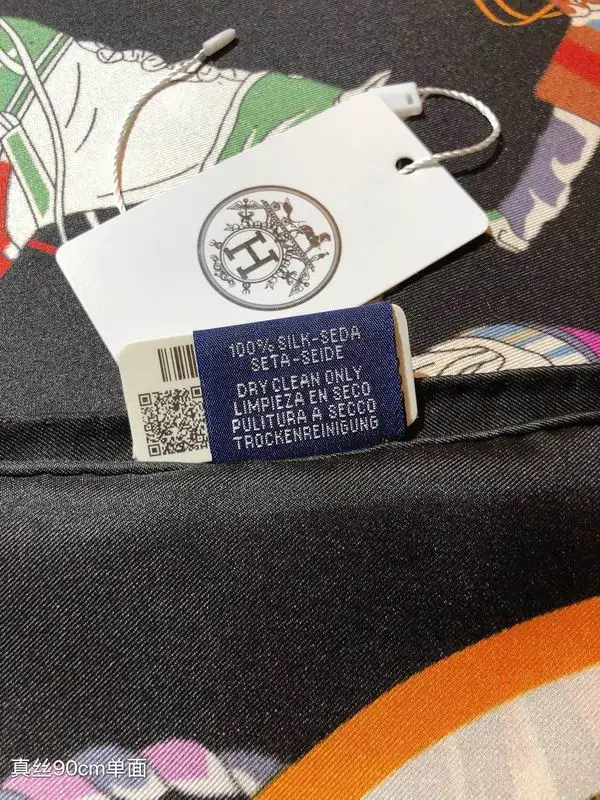 H
100% SILK-SEDA
SETA-SEIDE
DRY CLEAN ONLY
LIMPIEZA EN SECO
PULITURA A SECCO
TROCKENREINIGUNG
真丝90cm单面